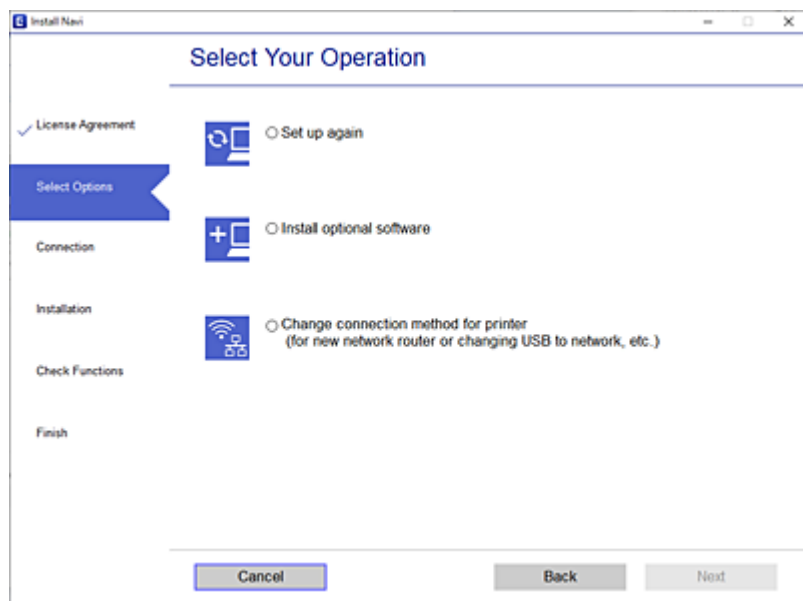 Install Navi
Select Your Operation
License Agreement
Select Options
Connection
Installation
Check Functions
Finish
Set up again
Install optional software
Change connection method for printer
(for new network router or changing USB to network, etc.)
Cancel
Back
Next